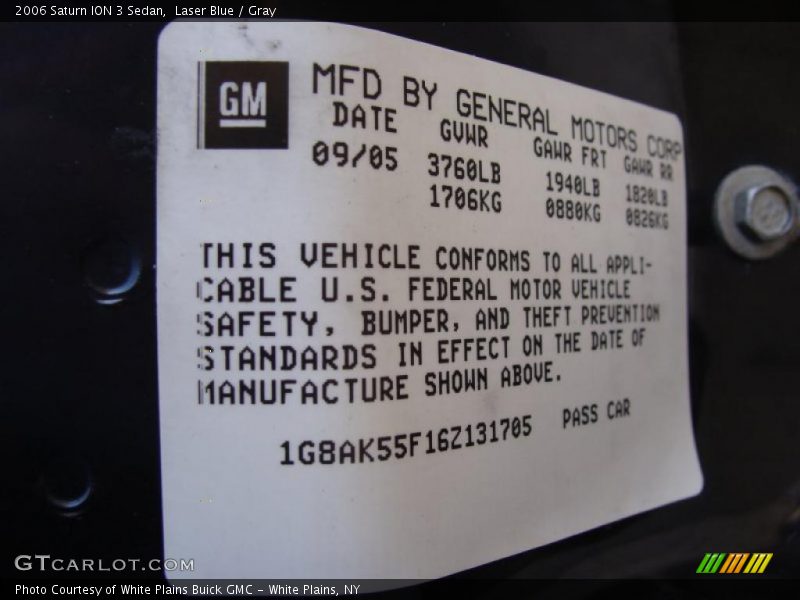 2006 Saturn ION 3 Sedan,  Laser Blue / Gray
GM
MFD BY GENERAL MOTORS CORP
DATE GVWR GAWR FRT GAWR RR
09/05 3760LB 1940LB 1820LB
1706KG 0880KG 0826KG
THIS VEHICLE CONFORMS TO ALL APPLI-
CABLE U.S. FEDERAL MOTOR VEHICLE
SAFETY, BUMPER, AND THEFT PREVENTION
STANDARDS IN EFFECT ON THE DATE OF
MANUFACTURE SHOWN ABOVE.
1G8AK55F16Z131705 PASS CAR
GTCARLOT.COM
Photo Courtesy of White Plains Buick GMC - White Plains, NY